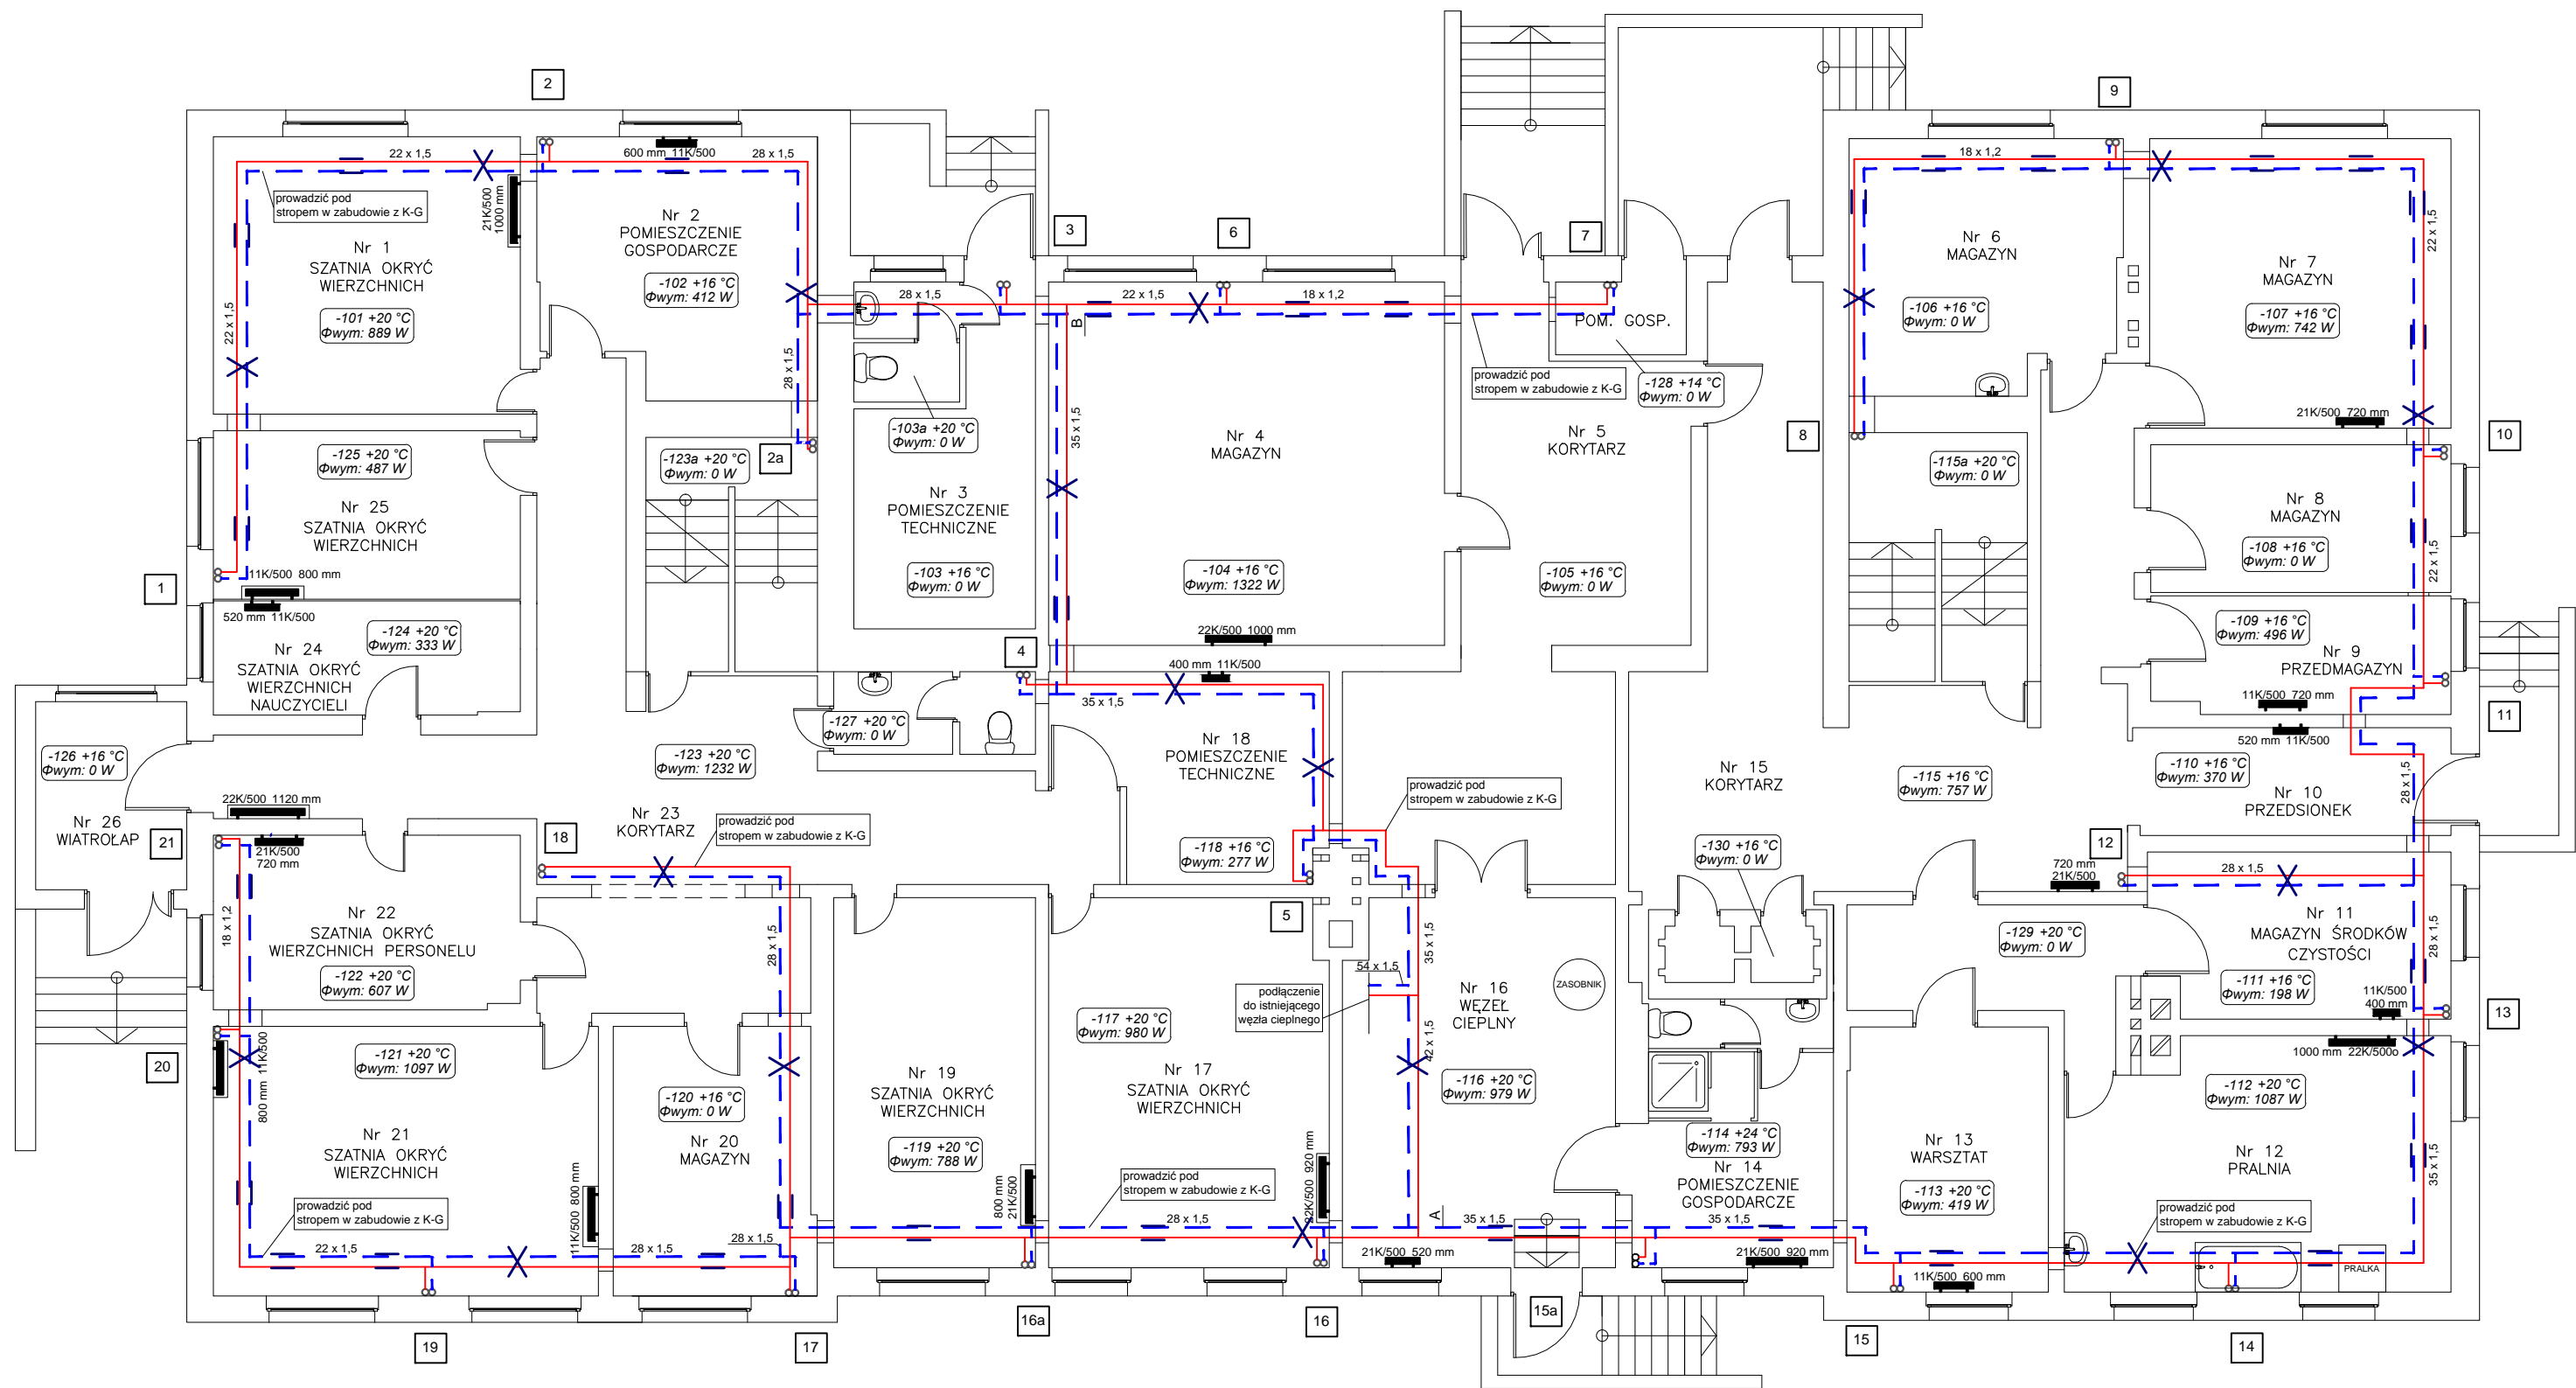 2
9
22 x 1,5
600 mm 11K/500
28 x 1,5
18 x 1,2
prowadzić pod
stropem w zabudowie z K-G
21K/500
1000 mm
Nr 1
SZATNIA OKRYĆ
WIERZCHNICH
-101 +20 °C
Φwym: 889 W
22 x 1,5
Nr 2
POMIESZCZENIE
GOSPODARCZE
-102 +16 °C
Φwym: 412 W
28 x 1,5
3
6
7
28 x 1,5
22 x 1,5
18 x 1,2
B
POM. GOSP.
prowadzić pod
stropem w zabudowie z K-G
-128 +14 °C
Φwym: 0 W
Nr 6
MAGAZYN
-106 +16 °C
Φwym: 0 W
Nr 7
MAGAZYN
-107 +16 °C
Φwym: 742 W
22 x 1,5
21K/500 720 mm
-125 +20 °C
Φwym: 487 W
Nr 25
SZATNIA OKRYĆ
WIERZCHNICH
-123a +20 °C
Φwym: 0 W
2a
-103a +20 °C
Φwym: 0 W
Nr 3
POMIESZCZENIE
TECHNICZNE
-103 +16 °C
Φwym: 0 W
35 x 1,5
Nr 4
MAGAZYN
-104 +16 °C
Φwym: 1322 W
22K/500 1000 mm
Nr 5
KORYTARZ
-105 +16 °C
Φwym: 0 W
8
-115a +20 °C
Φwym: 0 W
10
Nr 8
MAGAZYN
-108 +16 °C
Φwym: 0 W
22 x 1,5
1
11K/500 800 mm
520 mm 11K/500
-124 +20 °C
Φwym: 333 W
Nr 24
SZATNIA OKRYĆ
WIERZCHNICH
NAUCZYCIELI
-109 +16 °C
Φwym: 496 W
Nr 9
PRZEDMAGAZYN
11K/500 720 mm
11
520 mm 11K/500
4
400 mm 11K/500
35 x 1,5
-127 +20 °C
Φwym: 0 W
-126 +16 °C
Φwym: 0 W
-123 +20 °C
Φwym: 1232 W
Nr 18
POMIESZCZENIE
TECHNICZNE
prowadzić pod
stropem w zabudowie z K-G
Nr 15
KORYTARZ
-115 +16 °C
Φwym: 757 W
-110 +16 °C
Φwym: 370 W
28 x 1,5
Nr 10
PRZEDSIONEK
22K/500 1120 mm
Nr 26
WIATROŁAP
21
21K/500
720 mm
18
Nr 23
KORYTARZ
prowadzić pod
stropem w zabudowie z K-G
-118 +16 °C
Φwym: 277 W
-130 +16 °C
Φwym: 0 W
12
720 mm
21K/500
28 x 1,5
18 x 1,2
Nr 22
SZATNIA OKRYĆ
WIERZCHNICH PERSONELU
-122 +20 °C
Φwym: 607 W
28 x 1,5
5
35 x 1,5
54 x 1,5
podłączenie
do istniejącego
węzła cieplnego
Nr 16
WĘZEŁ
CIEPLNY
ZASOBNIK
-129 +20 °C
Φwym: 0 W
Nr 11
MAGAZYN ŚRODKÓW
CZYSTOŚCI
28 x 1,5
-111 +16 °C
Φwym: 198 W
11K/500
400 mm
13
1000 mm 22K/500o
20
800 mm 11K/500
-121 +20 °C
Φwym: 1097 W
-120 +16 °C
Φwym: 0 W
Nr 20
MAGAZYN
Nr 19
SZATNIA OKRYĆ
WIERZCHNICH
-119 +20 °C
Φwym: 788 W
-117 +20 °C
Φwym: 980 W
Nr 17
SZATNIA OKRYĆ
WIERZCHNICH
42 x 1,5
-116 +20 °C
Φwym: 979 W
-114 +24 °C
Φwym: 793 W
Nr 14
POMIESZCZENIE
GOSPODARCZE
Nr 13
WARSZTAT
-113 +20 °C
Φwym: 419 W
-112 +20 °C
Φwym: 1087 W
Nr 12
PRALNIA
35 x 1,5
Nr 21
SZATNIA OKRYĆ
WIERZCHNICH
prowadzić pod
stropem w zabudowie z K-G
11K/500 800 mm
800 mm
21K/500
prowadzić pod
stropem w zabudowie z K-G
22K/500 920 mm
prowadzić pod
stropem w zabudowie z K-G
22 x 1,5
28 x 1,5
28 x 1,5
28 x 1,5
A
35 x 1,5
35 x 1,5
21K/500 520 mm
21K/500 920 mm
11K/500 600 mm
PRALKA
19
17
16a
16
15a
15
14